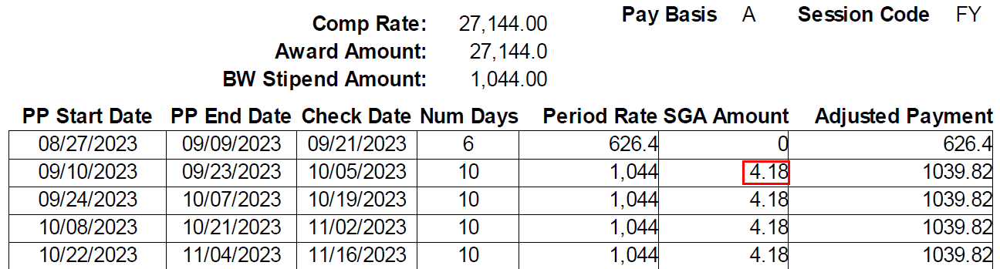 Pay Basis A Session Code FY
Comp Rate: 27,144.00
Award Amount: 27,144.0
BW Stipend Amount: 1,044.00
PP Start Date PP End Date Check Date Num Days Period Rate SGA Amount Adjusted Payment
08/27/2023 09/09/2023 09/21/2023 6 626.4 0 626.4
09/10/2023 09/23/2023 10/05/2023 10 1,044 4.18 1039.82
09/24/2023 10/07/2023 10/19/2023 10 1,044 4.18 1039.82
10/08/2023 10/21/2023 11/02/2023 10 1,044 4.18 1039.82
10/22/2023 11/04/2023 11/16/2023 10 1,044 4.18 1039.82